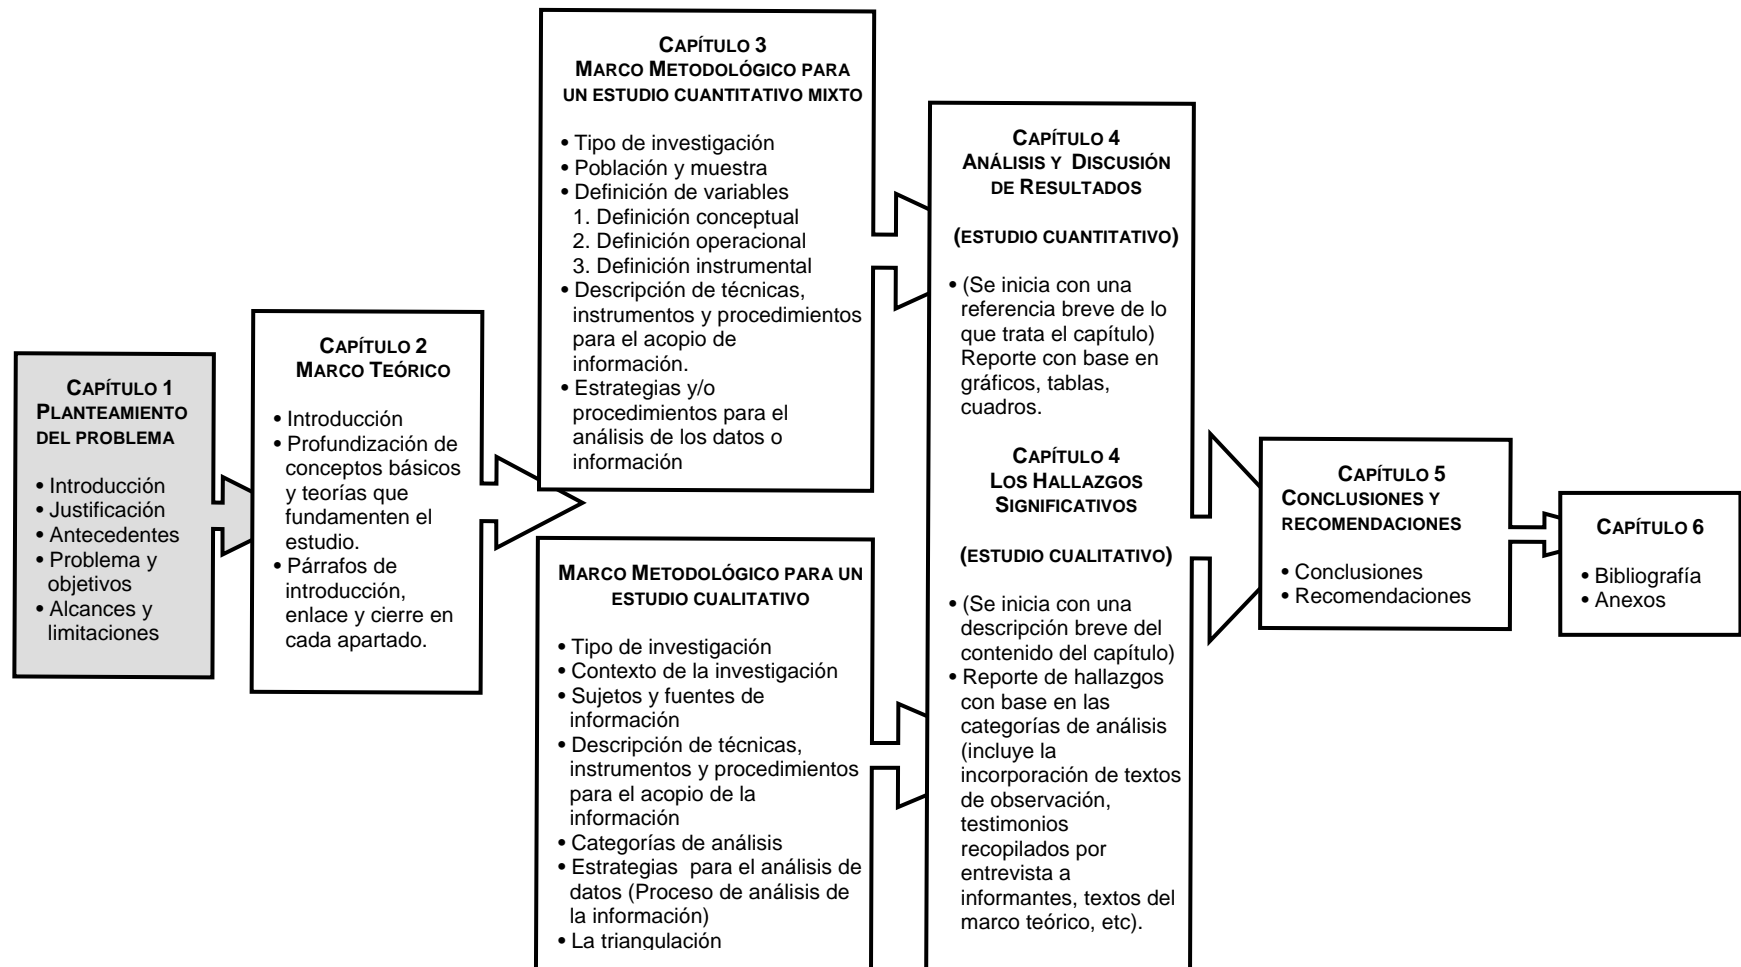 CAPÍTULO 1
PLANTEAMIENTO
DEL PROBLEMA
• Introducción
• Justificación
• Antecedentes
• Problema y
objetivos
• Alcances y
limitaciones
CAPÍTULO 2
MARCO TEÓRICO
• Introducción
• Profundización de
conceptos básicos
y teorías que
fundamenten el
estudio.
• Párrafos de
introducción,
enlace y cierre en
cada apartado.
CAPÍTULO 3
MARCO METODOLÓGICO PARA
UN ESTUDIO CUANTITATIVO MIXTO
• Tipo de investigación
• Población y muestra
• Definición de variables
1. Definición conceptual
2. Definición operacional
3. Definición instrumental
• Descripción de técnicas,
instrumentos y procedimientos
para el acopio de
información.
• Estrategias y/o
procedimientos para el
análisis de los datos o
información
MARCO METODOLÓGICO PARA UN
ESTUDIO CUALITATIVO
• Tipo de investigación
• Contexto de la investigación
• Sujetos y fuentes de
información
• Descripción de técnicas,
instrumentos y procedimientos
para el acopio de la
información
• Categorías de análisis
• Estrategias para el análisis de
datos (Proceso de análisis de
la información)
• La triangulación
CAPÍTULO 4
ANÁLISIS Y DISCUSIÓN
DE RESULTADOS
(ESTUDIO CUANTITATIVO)
• (Se inicia con una
referencia breve de lo
que trata el capítulo)
Reporte con base en
gráficos, tablas,
cuadros.
CAPÍTULO 4
LOS HALLAZGOS
SIGNIFICATIVOS
(ESTUDIO CUALITATIVO)
• (Se inicia con una
descripción breve del
contenido del capítulo)
• Reporte de hallazgos
con base en las
categorías de análisis
(incluye la
incorporación de textos
de observación,
testimonios
recopilados por
entrevista a
informantes, textos del
marco teórico, etc).
CAPÍTULO 5
CONCLUSIONES Y
RECOMENDACIONES
• Conclusiones
• Recomendaciones
CAPÍTULO 6
• Bibliografía
• Anexos